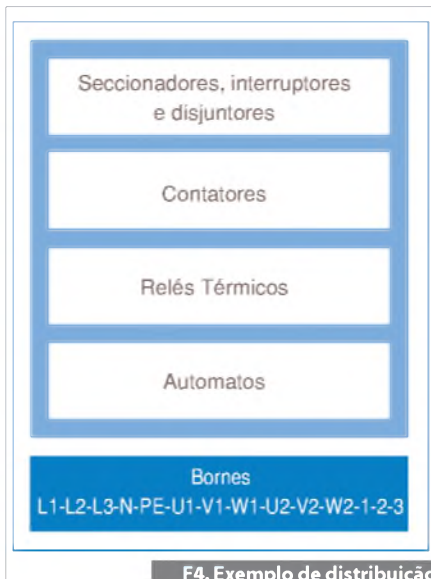 Seccionadores, interruptores
e disjuntores
Contatores
Relés Térmicos
Automatos
Bornes
L1-L2-L3-N-PE-U1-V1-W1-U2-V2-W2-1-2-3
F4. Exemplo de distribuição